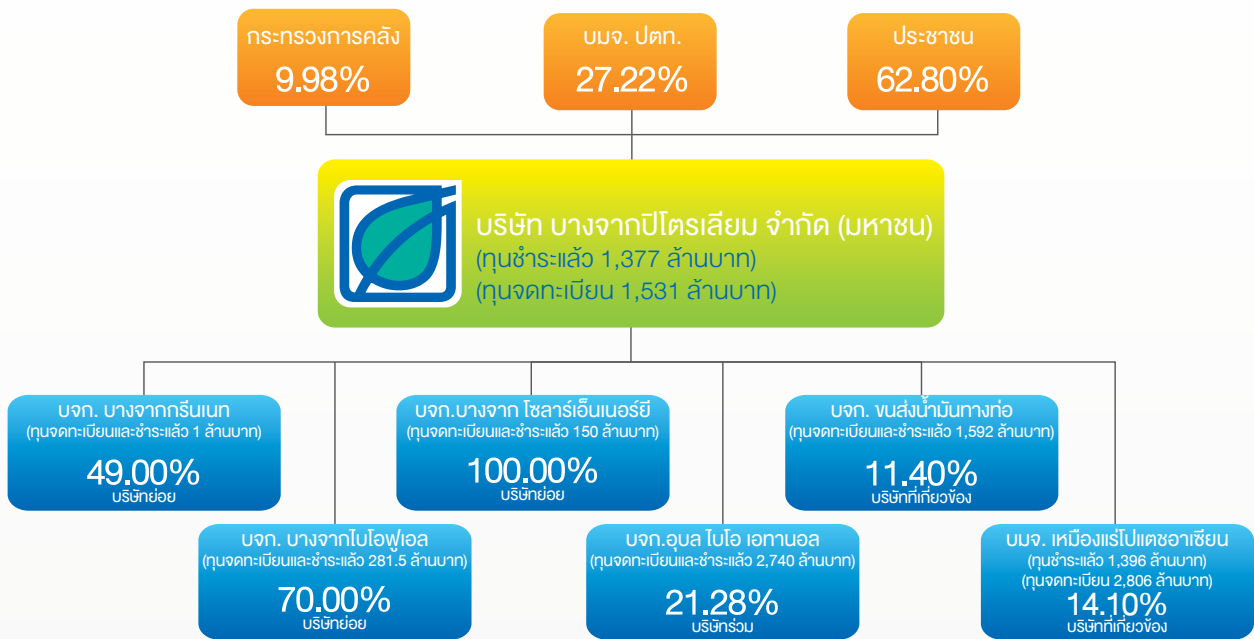 กระทรวงการคลัง
9.98%
บมจ. ปตท.
27.22%
ประชาชน
62.80%
บริษัท บางจากปิโตรเลียม จำกัด (มหาชน)
(ทุนชำระแล้ว 1,377 ล้านบาท)
(ทุนจดทะเบียน 1,531 ล้านบาท)
บจก. บางจากกรีนเนท
(ทุนจดทะเบียนและชำระแล้ว 1 ล้านบาท)
49.00%
บริษัทย่อย
บจก.บางจาก โซลาร์เอ็นเนอร์ยี
(ทุนจดทะเบียนและชำระแล้ว 150 ล้านบาท)
100.00%
บริษัทย่อย
บจก. ขนส่งน้ำมันทางท่อ
(ทุนจดทะเบียนและชำระแล้ว 1,592 ล้านบาท)
11.40%
บริษัทที่เกี่ยวข้อง
บจก. บางจากไบโอฟูเอล
(ทุนจดทะเบียนและชำระแล้ว 281.5 ล้านบาท)
70.00%
บริษัทย่อย
บจก.อุบล ไบโอ เอทานอล
(ทุนจดทะเบียนและชำระแล้ว 2,740 ล้านบาท)
21.28%
บริษัทร่วม
บมจ. เหมืองแร่โปแตชอาเซียน
(ทุนชำระแล้ว 1,396 ล้านบาท)
(ทุนจดทะเบียน 2,806 ล้านบาท)
14.10%
บริษัทที่เกี่ยวข้อง